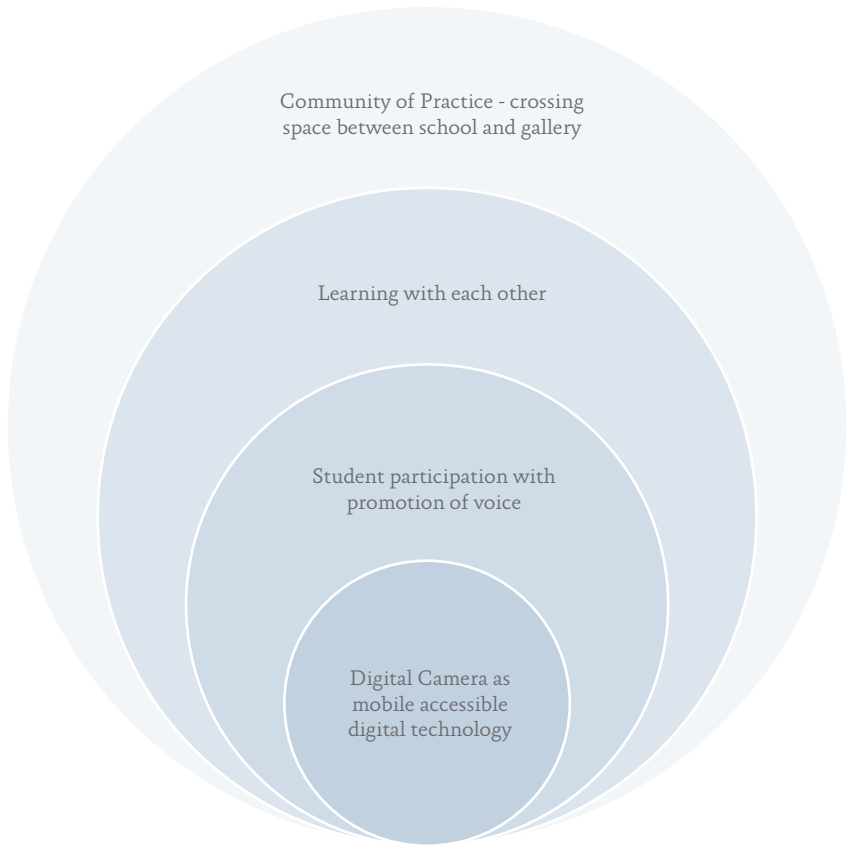 Community of Practice - crossing
space between school and gallery
Learning with each other
Student participation with
promotion of voice
Digital Camera as
mobile accessible
digital technology